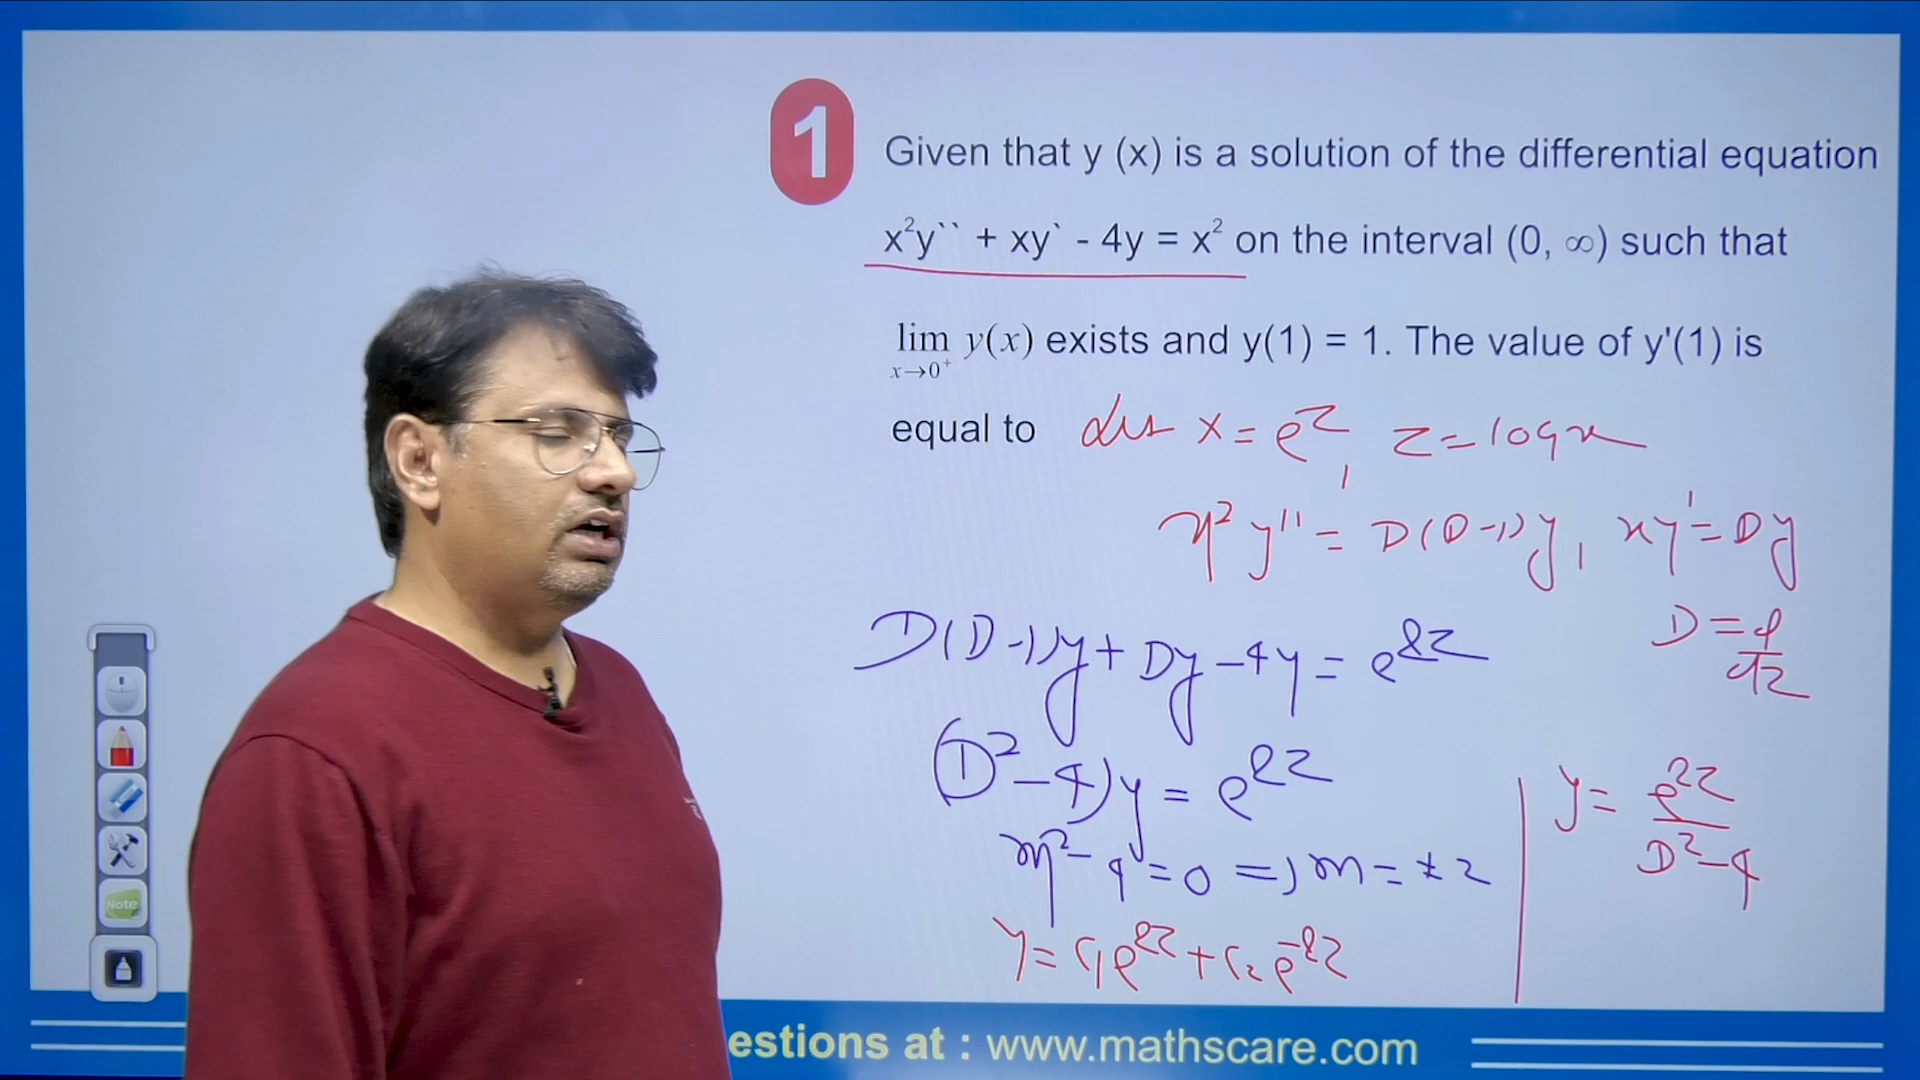 1
Given that y (x) is a solution of the differential equation
x²y`` + xy` - 4y = x² on the interval (0, ∞) such that
lim x→0⁺ y(x) exists and y(1) = 1. The value of y'(1) is
equal to
x = e^z, z = log x
x² y'' = D(D-1)y, xy' = Dy
D = d/dz
D(D-1)y + Dy - 4y = e^2z
(D² - 4)y = e^2z
m² - 4 = 0 => m = ±2
y = c₁e^2z + c₂e^-2z
y = e^2z / D² - 4
Note
estions at : www.mathscare.com